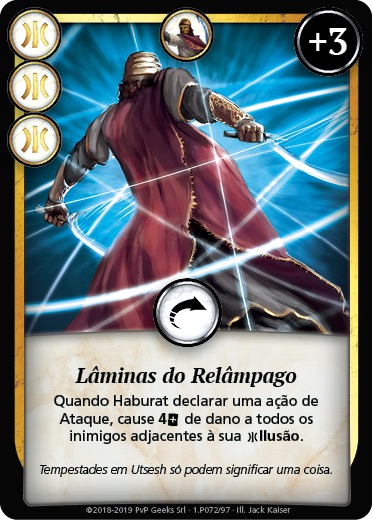 +3
Lâminas do Relâmpago
Quando Haburat declarar uma ação de
Ataque, cause 4 de dano a todos os
inimigos adjacentes à sua Ilusão.
Tempestades em Utsesh só podem significar uma coisa.
©2018-2019 PvP Geeks Srl · 1.P072/97 · Ill. Jack Kaiser